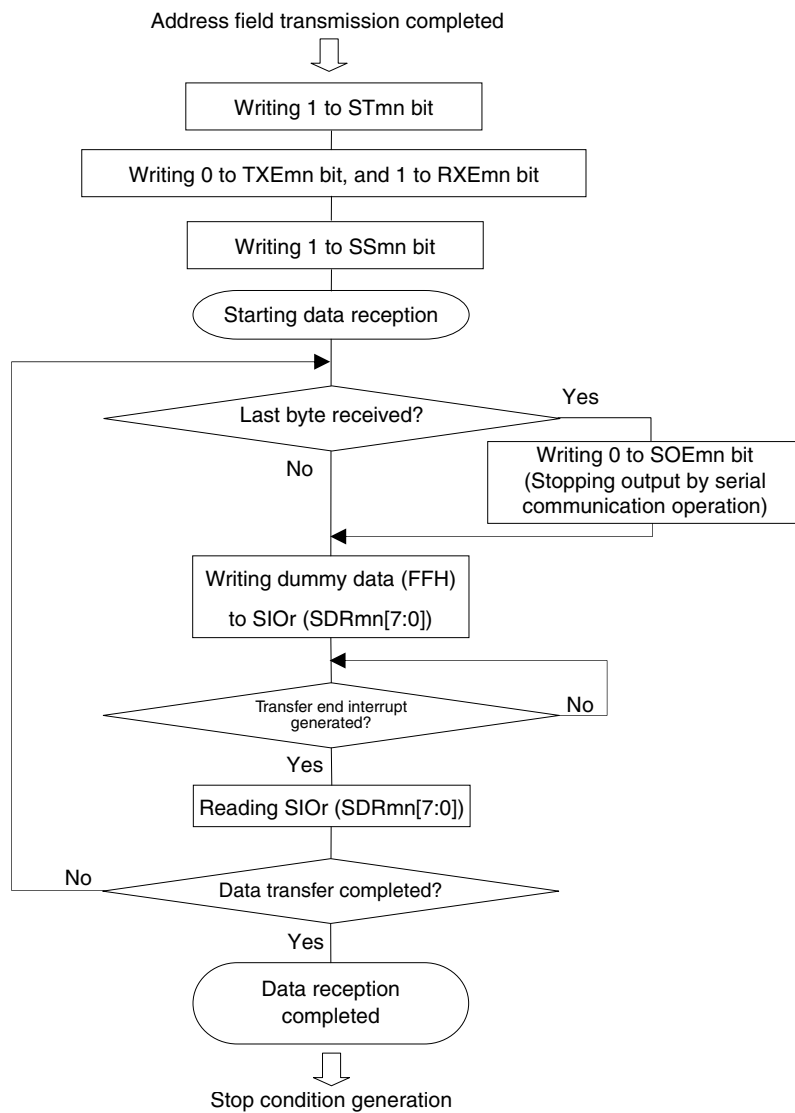 Address field transmission completed
Writing 1 to STmn bit
Writing 0 to TXEmn bit, and 1 to RXEmn bit
Writing 1 to SSmn bit
Starting data reception
Last byte received?
Yes
No
Writing 0 to SOEmn bit
(Stopping output by serial
communication operation)
Writing dummy data (FFH)
to SIOr (SDRmn[7:0])
Transfer end interrupt
generated?
No
Yes
Reading SIOr (SDRmn[7:0])
No
Data transfer completed?
Yes
Data reception
completed
Stop condition generation